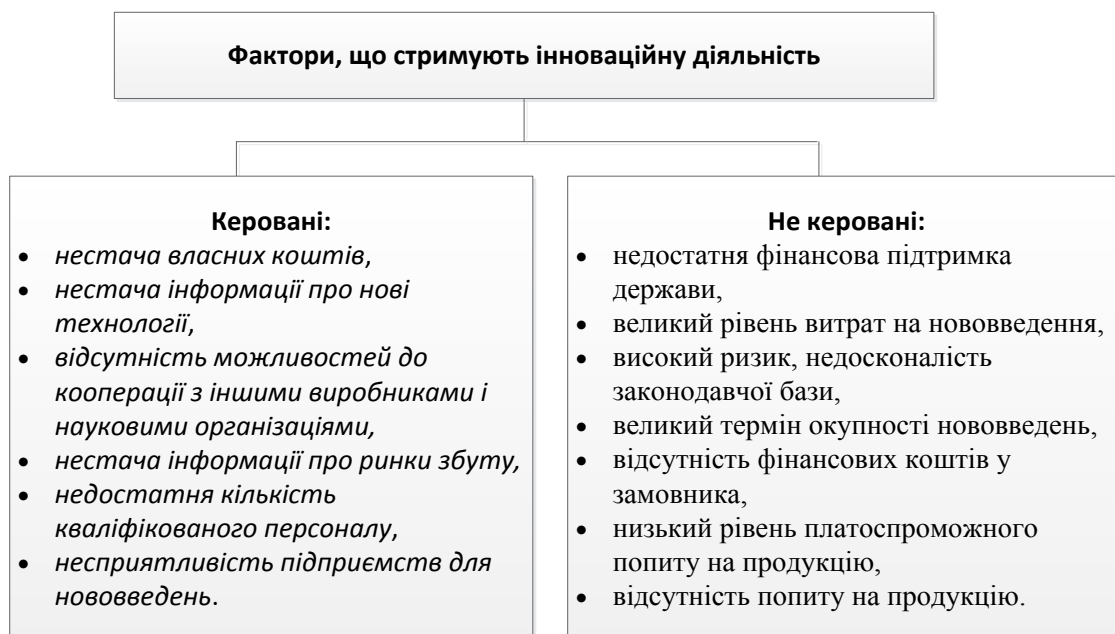 Фактори, що стримують інноваційну діяльність
Керовані:
• нестача власних коштів,
• нестача інформації про нові
технології,
• відсутність можливостей до
кооперації з іншими виробниками і
науковими організаціями,
• нестача інформації про ринки збуту,
• недостатня кількість
кваліфікованого персоналу,
• несприятливість підприємств для
нововведень.
Не керовані:
• недостатня фінансова підтримка
держави,
• великий рівень витрат на нововведення,
• високий ризик, недосконалість
законодавчої бази,
• великий термін окупності нововведень,
• відсутність фінансових коштів у
замовника,
• низький рівень платоспроможного
попиту на продукцію,
• відсутність попиту на продукцію.